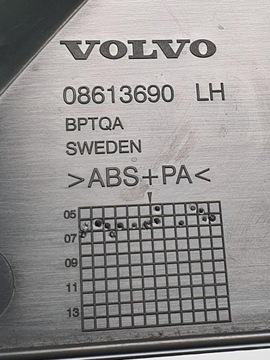 VOLVO
08613690 LH
BPTQA
SWEDEN
>ABS+PA<
05
07
09
11
13